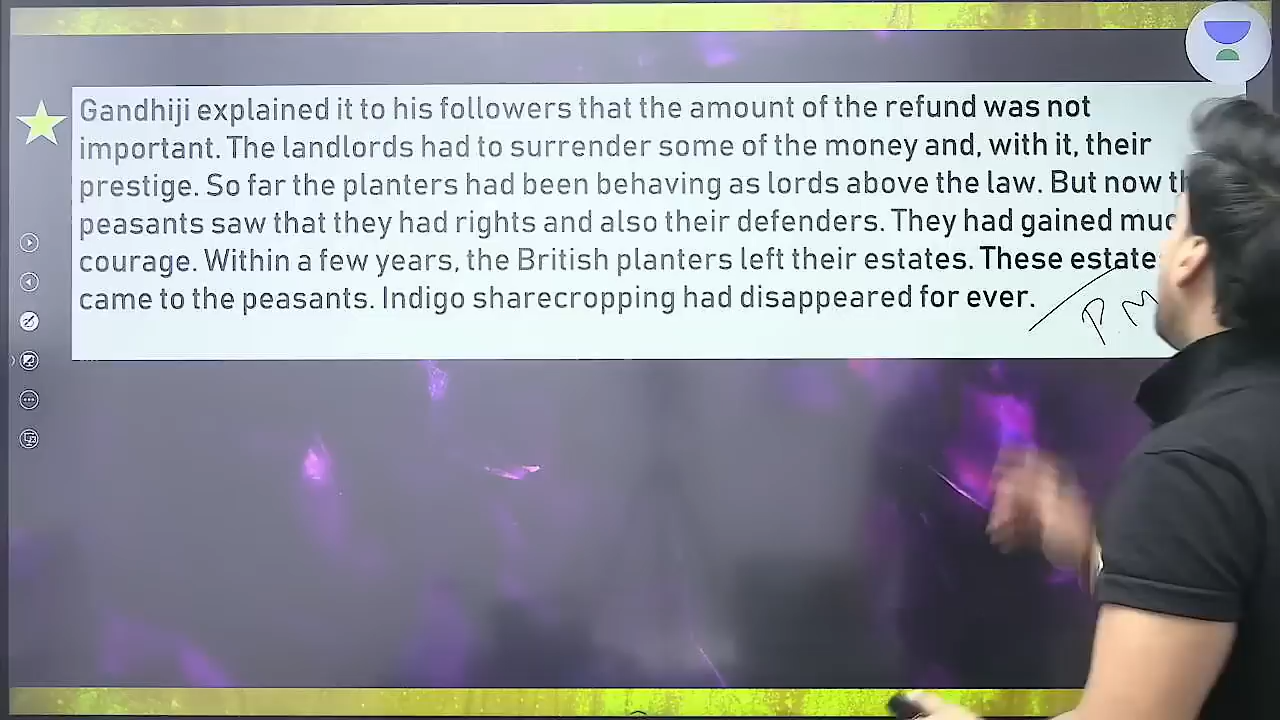 Gandhiji explained it to his followers that the amount of the refund was not
important. The landlords had to surrender some of the money and, with it, their
prestige. So far the planters had been behaving as lords above the law. But now
peasants saw that they had rights and also their defenders. They had gained
courage. Within a few years, the British planters left their estates. These
came to the peasants. Indigo sharecropping had disappeared for ever.
P.M